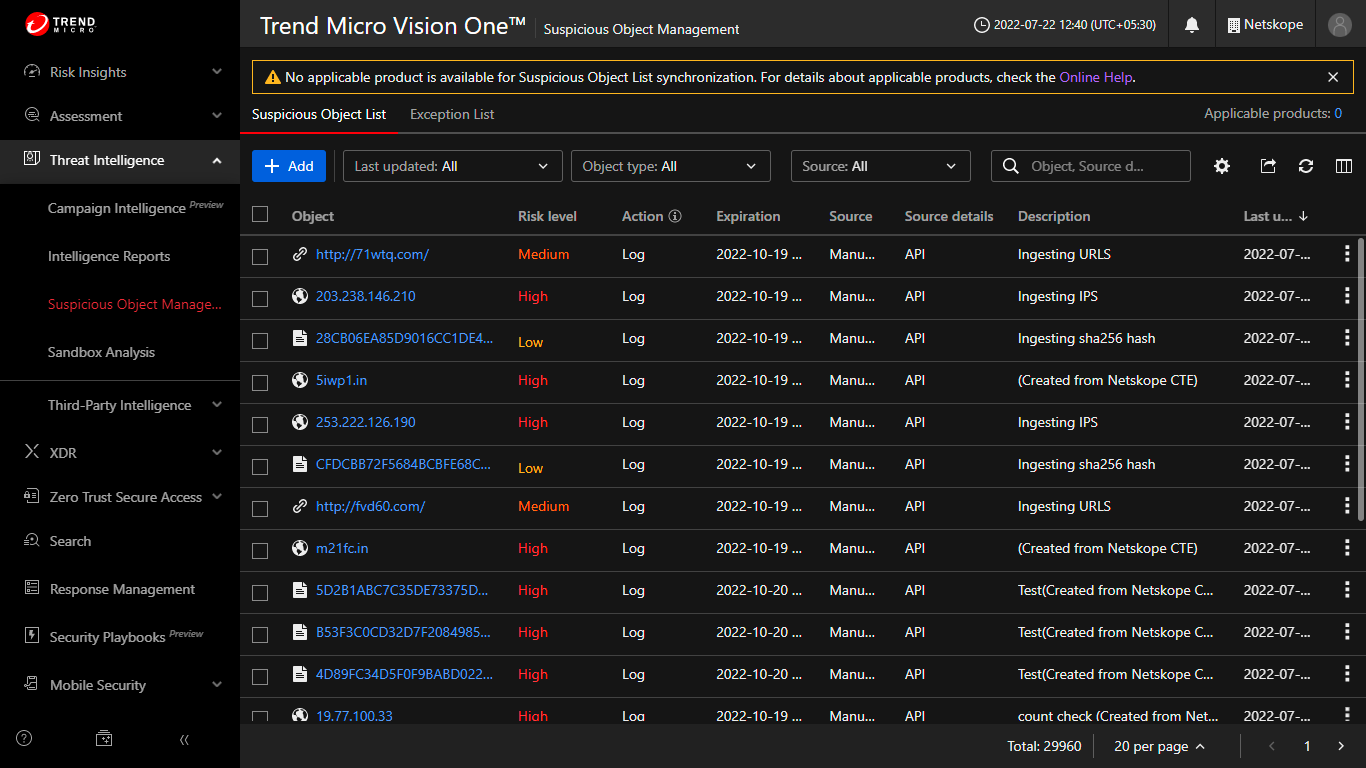 TREND
MICRO
Trend Micro Vision One™ Suspicious Object Management 2022-07-22 12:40 (UTC+05:30) Netskope
Risk Insights
Assessment
Threat Intelligence
Campaign Intelligence Preview
Intelligence Reports
Suspicious Object Manage...
Sandbox Analysis
Third-Party Intelligence
XDR
Zero Trust Secure Access
Search
Response Management
Security Playbooks Preview
Mobile Security
No applicable product is available for Suspicious Object List synchronization. For details about applicable products, check the Online Help.
Suspicious Object List Exception List Applicable products: 0
Add Last updated: All Object type: All Source: All Object, Source d...
Object Risk level Action Expiration Source Source details Description Last u...
http://71wtq.com/ Medium Log 2022-10-19 ... Manu... API Ingesting URLS 2022-07-...
203.238.146.210 High Log 2022-10-19 ... Manu... API Ingesting IPS 2022-07-...
28CB06EA85D9016CC1DE4... Low Log 2022-10-19 ... Manu... API Ingesting sha256 hash 2022-07-...
5iwp1.in High Log 2022-10-19 ... Manu... API (Created from Netskope CTE) 2022-07-...
253.222.126.190 High Log 2022-10-19 ... Manu... API Ingesting IPS 2022-07-...
CFDCBB72F5684BCBFE68C... Low Log 2022-10-19 ... Manu... API Ingesting sha256 hash 2022-07-...
http://fvd60.com/ Medium Log 2022-10-19 ... Manu... API Ingesting URLS 2022-07-...
m21fc.in High Log 2022-10-19 ... Manu... API (Created from Netskope CTE) 2022-07-...
5D2B1ABC7C35DE73375D... High Log 2022-10-20 ... Manu... API Test(Created from Netskope C... 2022-07-...
B53F3C0CD32D7F2084985... High Log 2022-10-20 ... Manu... API Test(Created from Netskope C... 2022-07-...
4D89FC34D5F0F9BABD022... High Log 2022-10-20 ... Manu... API Test(Created from Netskope C... 2022-07-...
19.77.100.33 High Log 2022-10-19 ... Manu... API count check (Created from Net... 2022-07-...
Total: 29960 20 per page 1